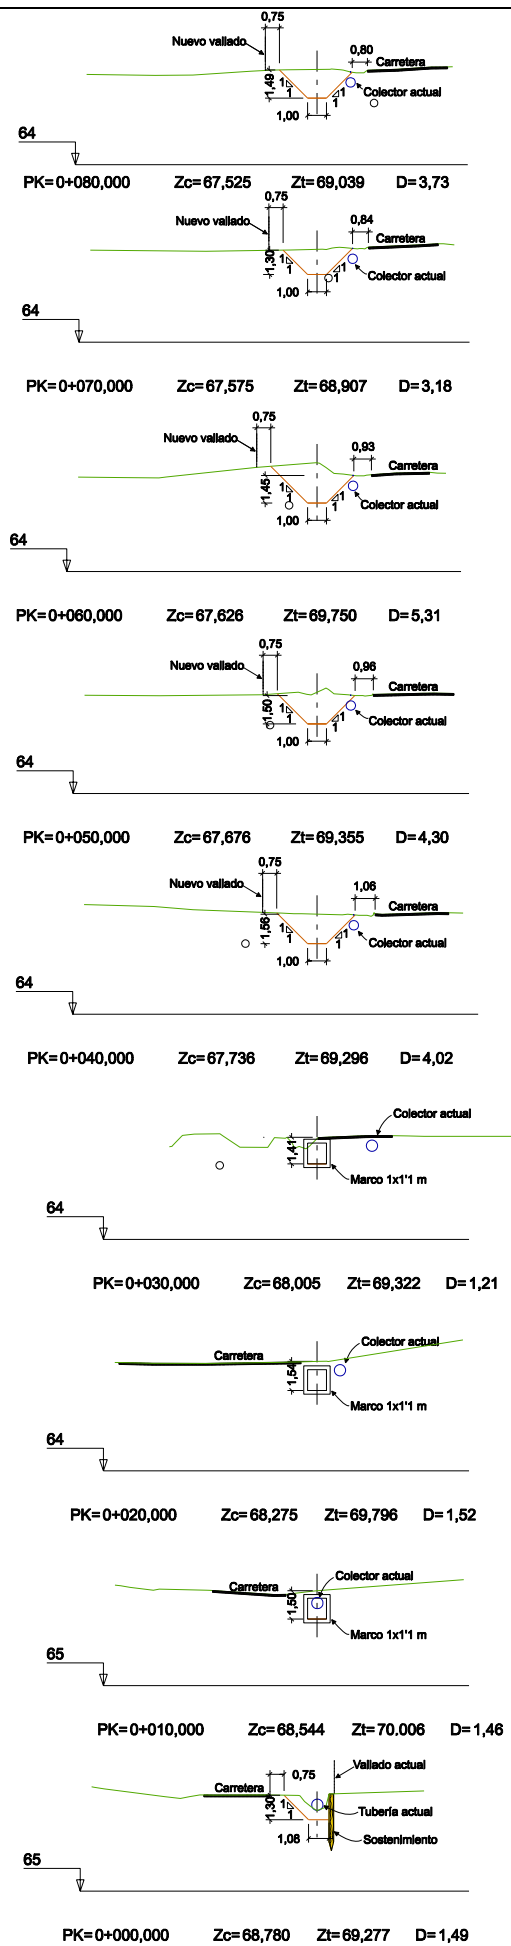 0,75
Nuevo vallado
0,80
Carretera
1,49
1
1
1
1
Colector actual
1,00
64
PK=0+080,000 Zc=67,525 Zt=69,039 D=3,73
0,75
Nuevo vallado
0,84
Carretera
1,30
1
1
1
1
Colector actual
1,00
64
PK=0+070,000 Zc=67,575 Zt=68,907 D=3,18
0,75
Nuevo vallado
0,93
Carretera
1,45
1
1
1
1
Colector actual
1,00
64
PK=0+060,000 Zc=67,626 Zt=69,750 D=5,31
0,75
Nuevo vallado
0,96
Carretera
1,50
1
1
1
1
Colector actual
1,00
64
PK=0+050,000 Zc=67,676 Zt=69,355 D=4,30
0,75
Nuevo vallado
1,06
Carretera
1,56
1
1
1
1
Colector actual
1,00
64
PK=0+040,000 Zc=67,736 Zt=69,296 D=4,02
Colector actual
1,41
Marco 1x1'1 m
64
PK=0+030,000 Zc=68,005 Zt=69,322 D=1,21
Colector actual
Carretera
1,54
Marco 1x1'1 m
64
PK=0+020,000 Zc=68,275 Zt=69,796 D=1,52
Colector actual
Carretera
1,50
Marco 1x1'1 m
65
PK=0+010,000 Zc=68,544 Zt=70.006 D=1,46
Vallado actual
0,75
Carretera
1,30
1
1
Tubería actual
1,08
Sostenimiento
65
PK=0+000,000 Zc=68,780 Zt=69,277 D=1,49